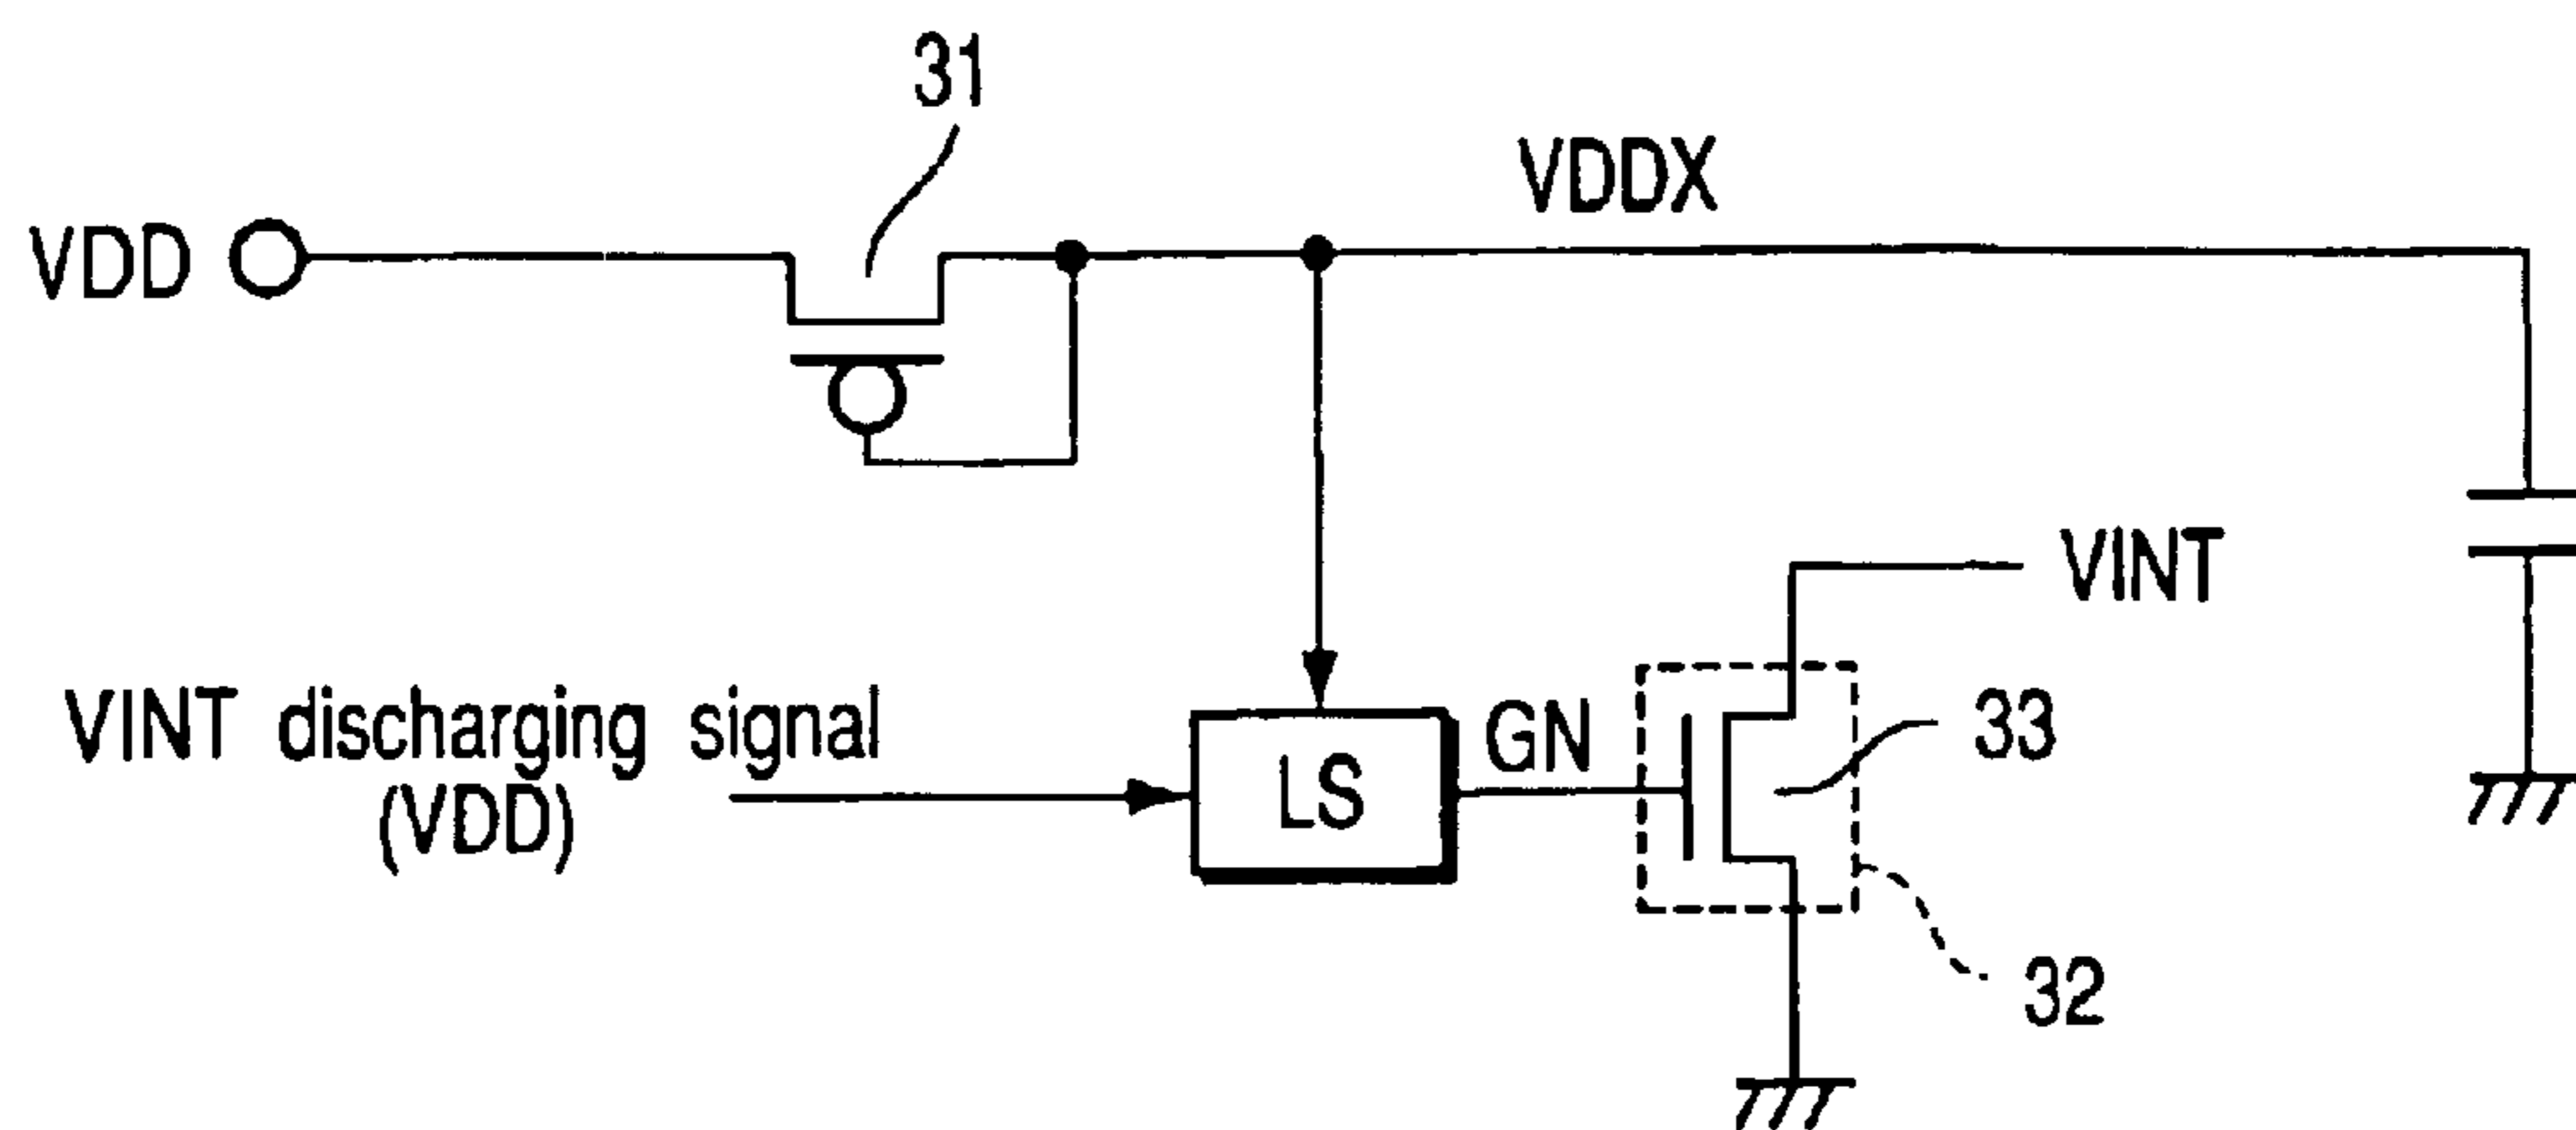 31
VDDX
VDD
VINT
VINT discharging signal
(VDD)
LS
GN
33
32